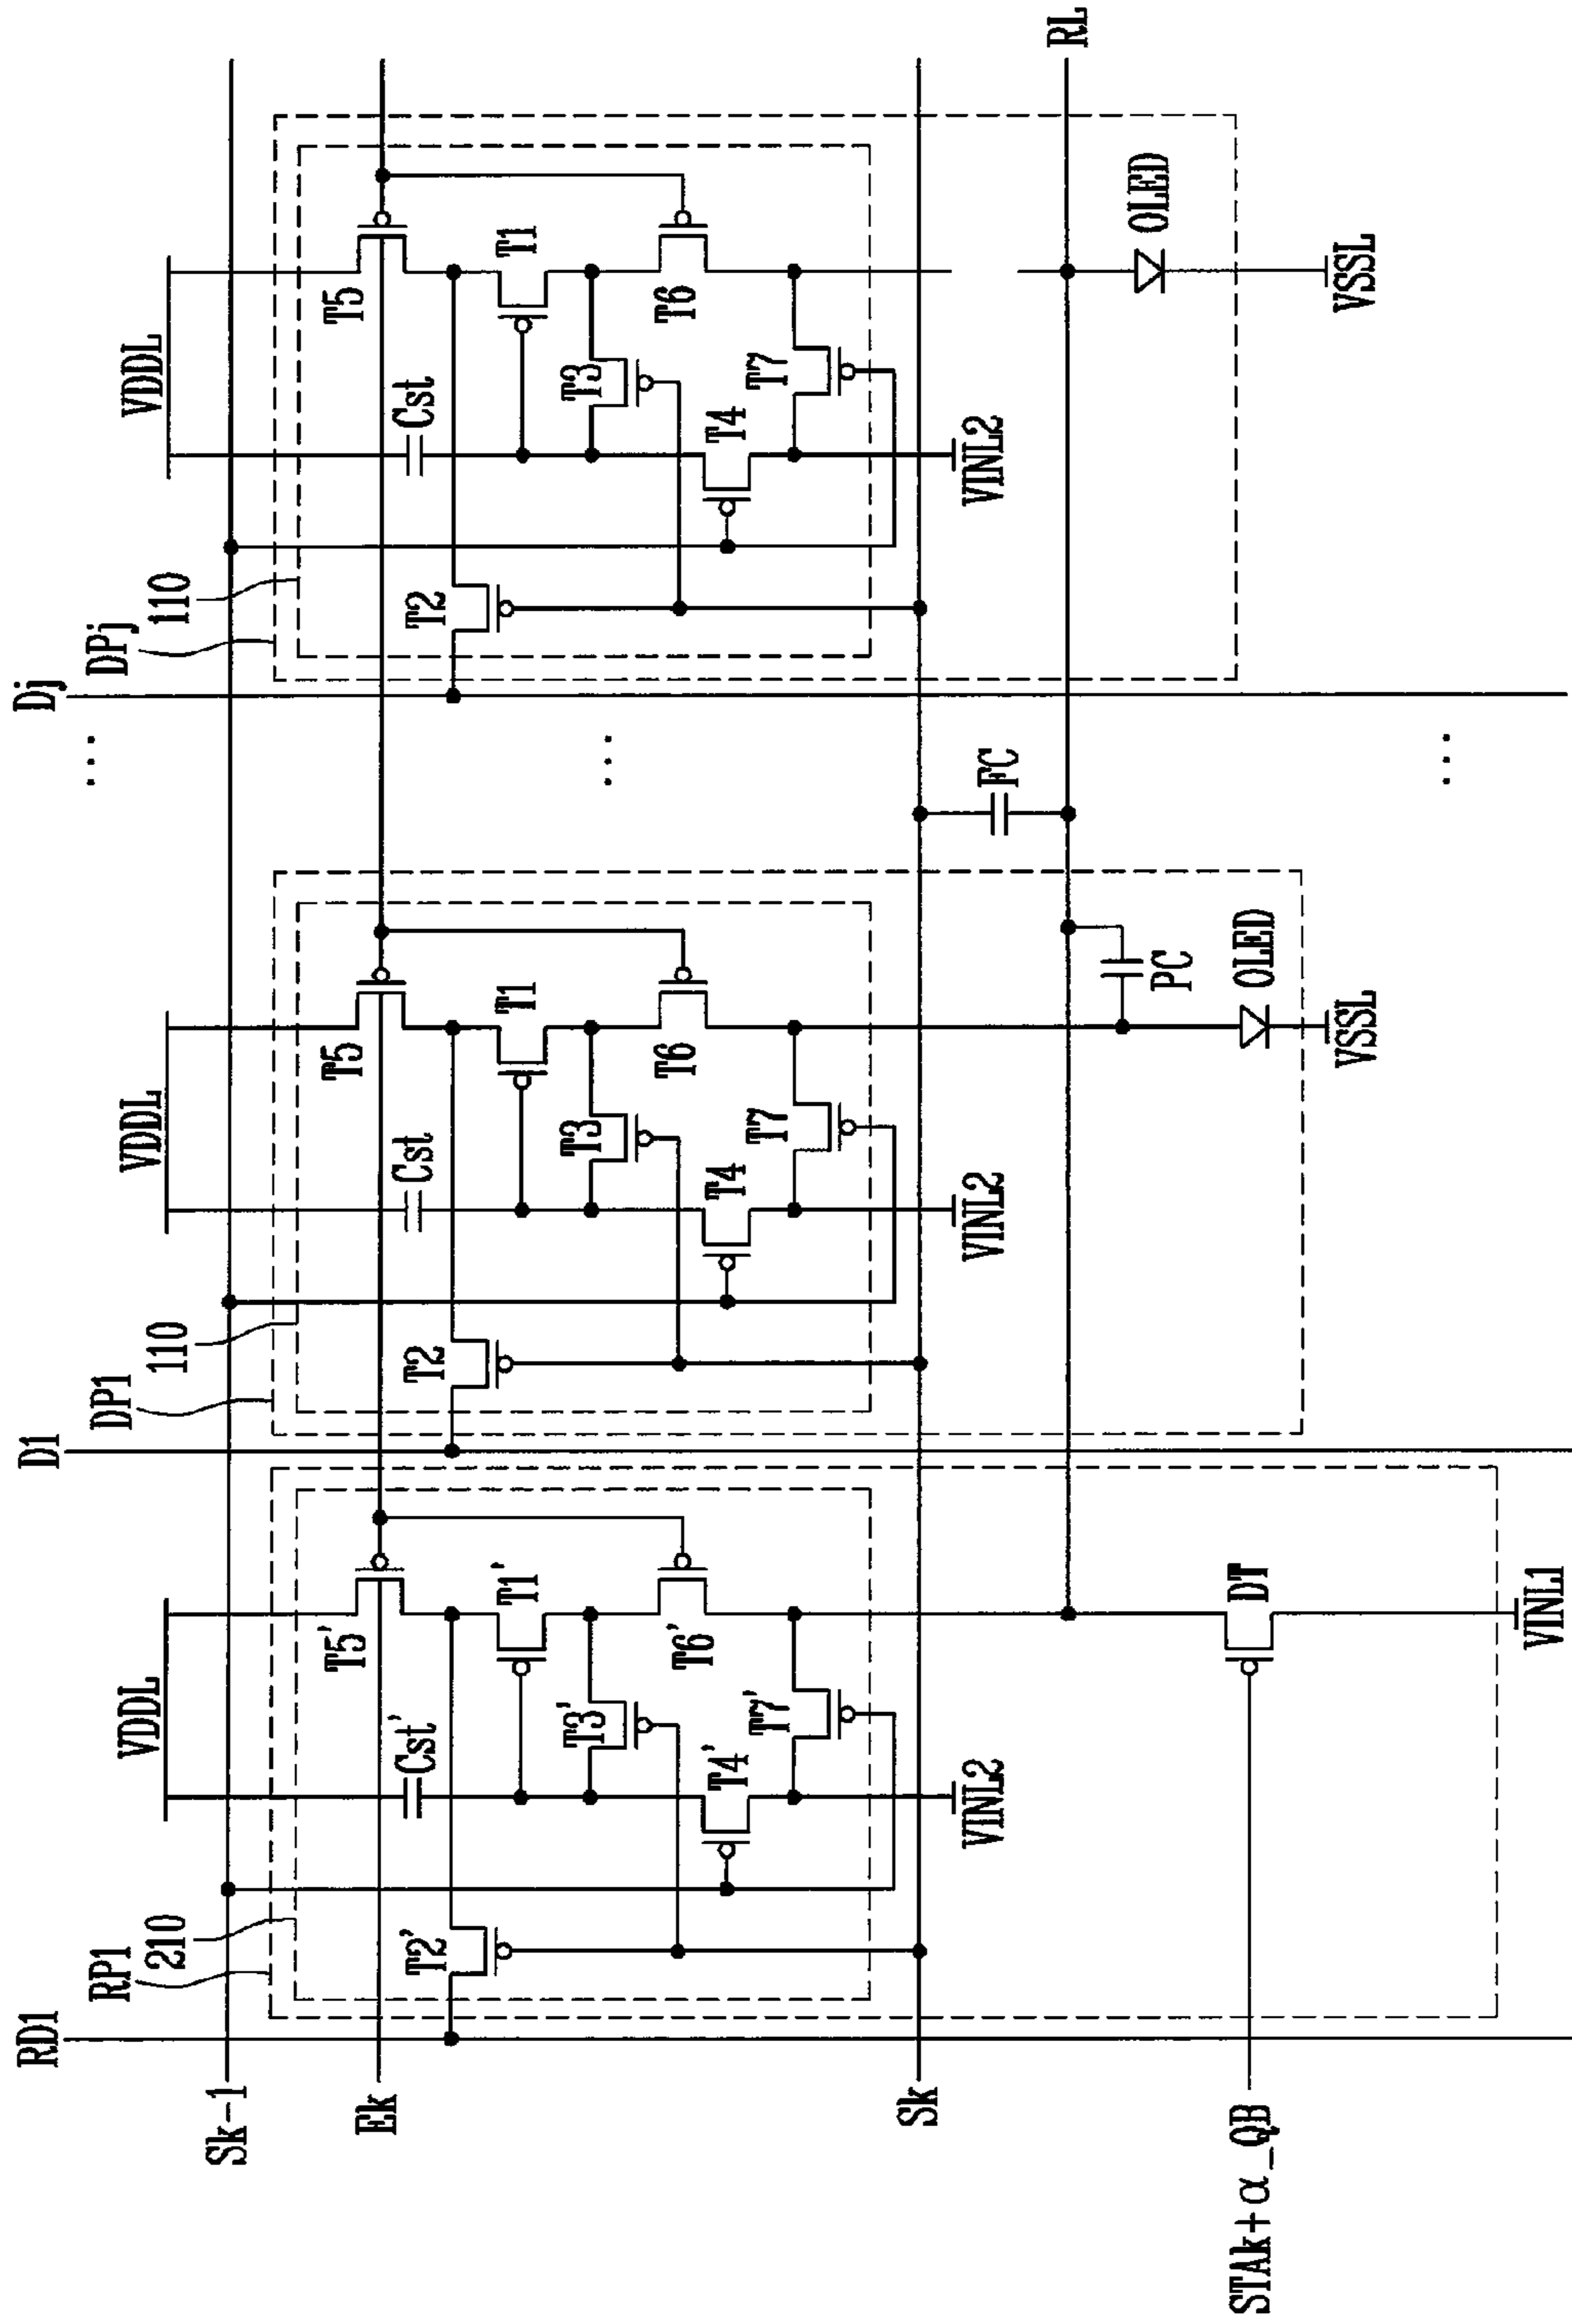 RD1
D1
Dj
RP1
DP1
DPj
210
VDDL
110
VDDL
110
VDDL
Sk-1
T5'
T5
T5
Ek
T2'
Cst'
T2
Cst
T2
Cst
T1'
T1
T1
T3'
T3
T3
T6'
T6
T6
T4'
T4
T4
T7'
T7
T7
Sk
VINL2
VINL2
FC
VINL2
RL
PC
OLED
STAk+α_QB
DT
OLED
VSSL
VSSL
VINL1
...
...
...